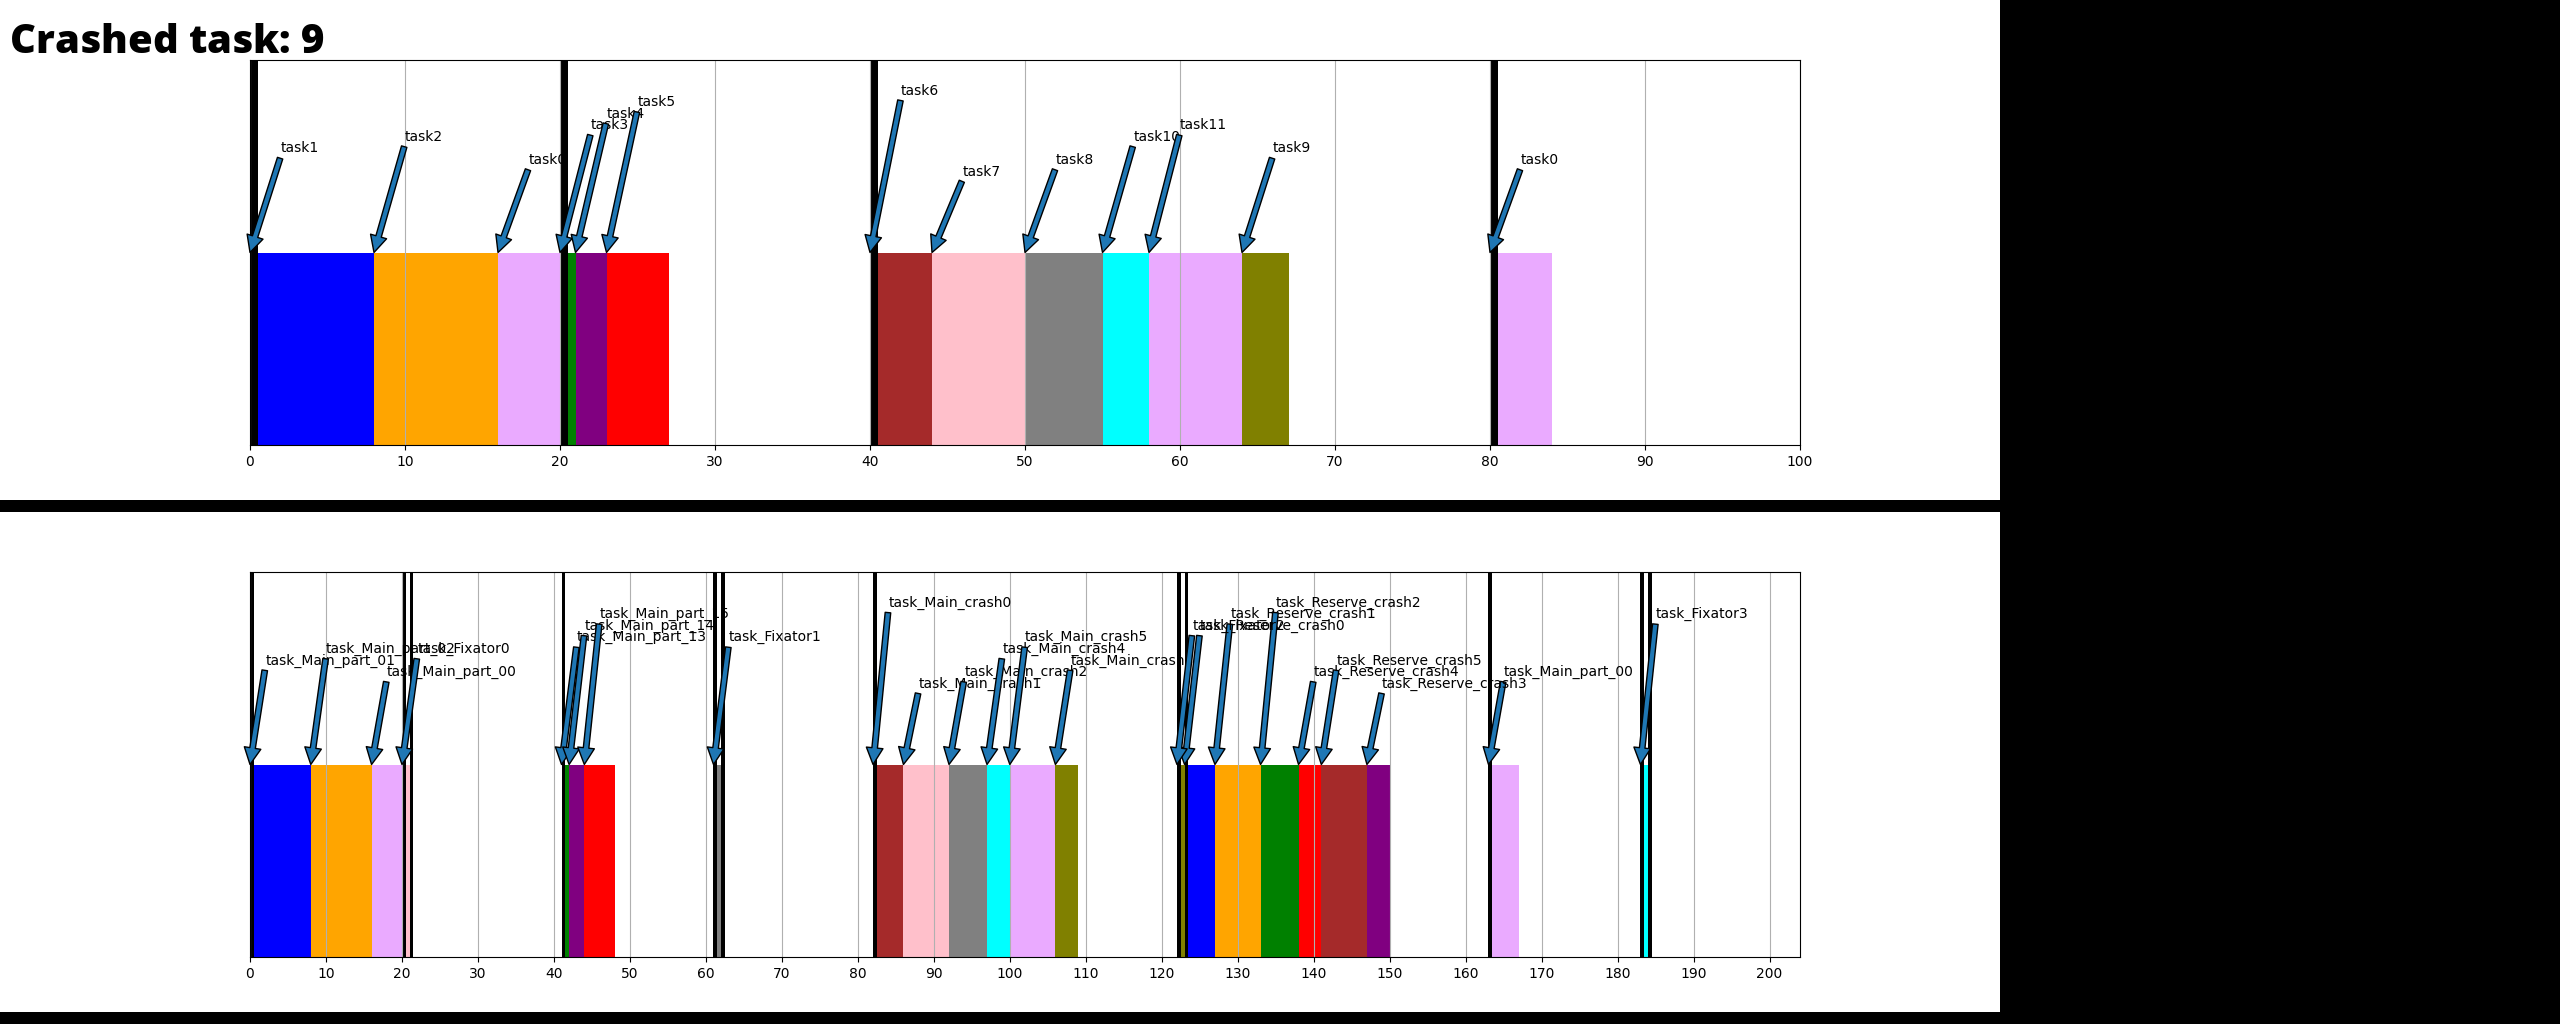 Crashed task: 9
task6
task5
task4
task3
task11
task2
task10
task1
task9
task0
task8
task0
task7
0 10 20 30 40 50 60 70 80 90 100
task_Main_crash0
task_Reserve_crash2
task_Main_part_15
task_Reserve_crash1
task_Fixator3
task_Main_part_14
task_Fixator2
task_Reserve_crash0
task_Main_part_13
task_Fixator1
task_Main_crash5
task_Main_part_02
task_Fixator0
task_Main_crash4
task_Main_part_01
task_Main_crash
task_Reserve_crash5
task_Main_part_00
task_Main_crash2
task_Reserve_crash4
task_Main_part_00
task_Main_crash1
task_Reserve_crash3
0 10 20 30 40 50 60 70 80 90 100 110 120 130 140 150 160 170 180 190 200